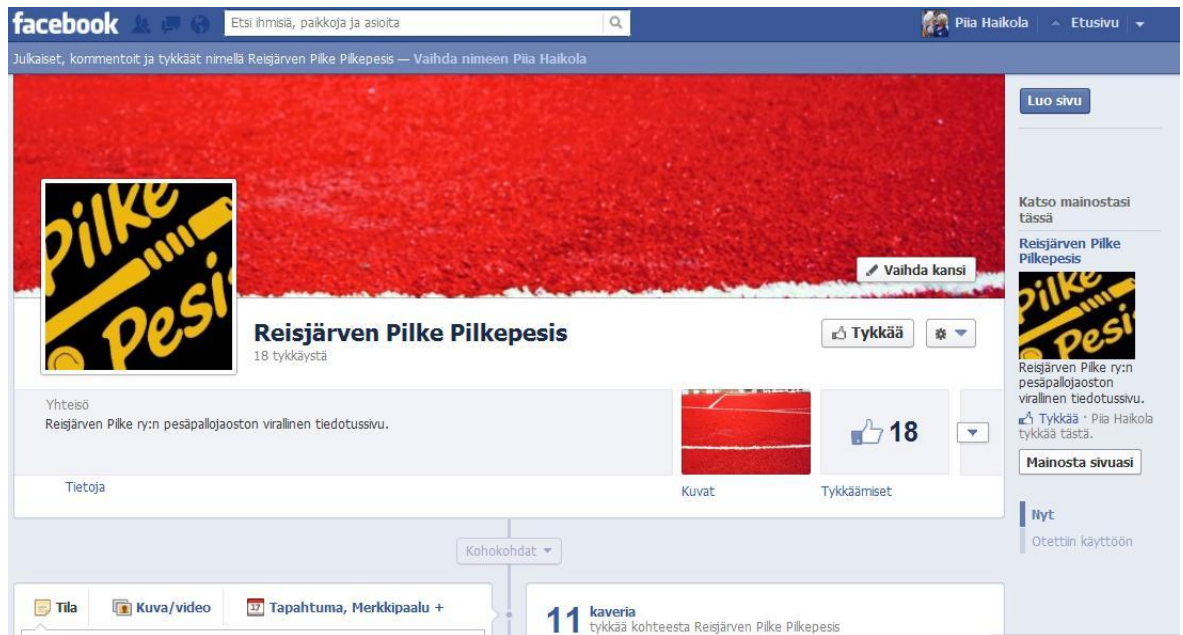 facebook
Etsi ihmisiä, paikkoja ja asioita
Piia Haikola
Etusivu
Julkaiset, kommentoit ja tykkäät nimellä Reisjärven Pilke Pilkepesis — Vaihda nimeen Piia Haikola
Luo sivu
Pilke
Pesis
Vaihda kansi
Reisjärven Pilke Pilkepesis
18 tykkäystä
Tykkää
Yhteisö
Reisjärven Pilke ry:n pesäpallojaoston virallinen tiedotussivu.
18
Tietoja
Kuvat
Tykkäämiset
Katso mainostasi
tässä
Reisjärven Pilke
Pilkepesis
Pilke
Pesis
Reisjärven Pilke ry:n
pesäpallojaoston
virallinen tiedotussivu.
Tykkää · Piia Haikola
tykkää tästä.
Mainosta sivuasi
Nyt
Otettiin käyttöön
Kohokohdat
Tila
Kuva/video
17
Tapahtuma, Merkkipaalu +
11 kaveria
tykkää kohteesta Reisjärven Pilke Pilkepesis